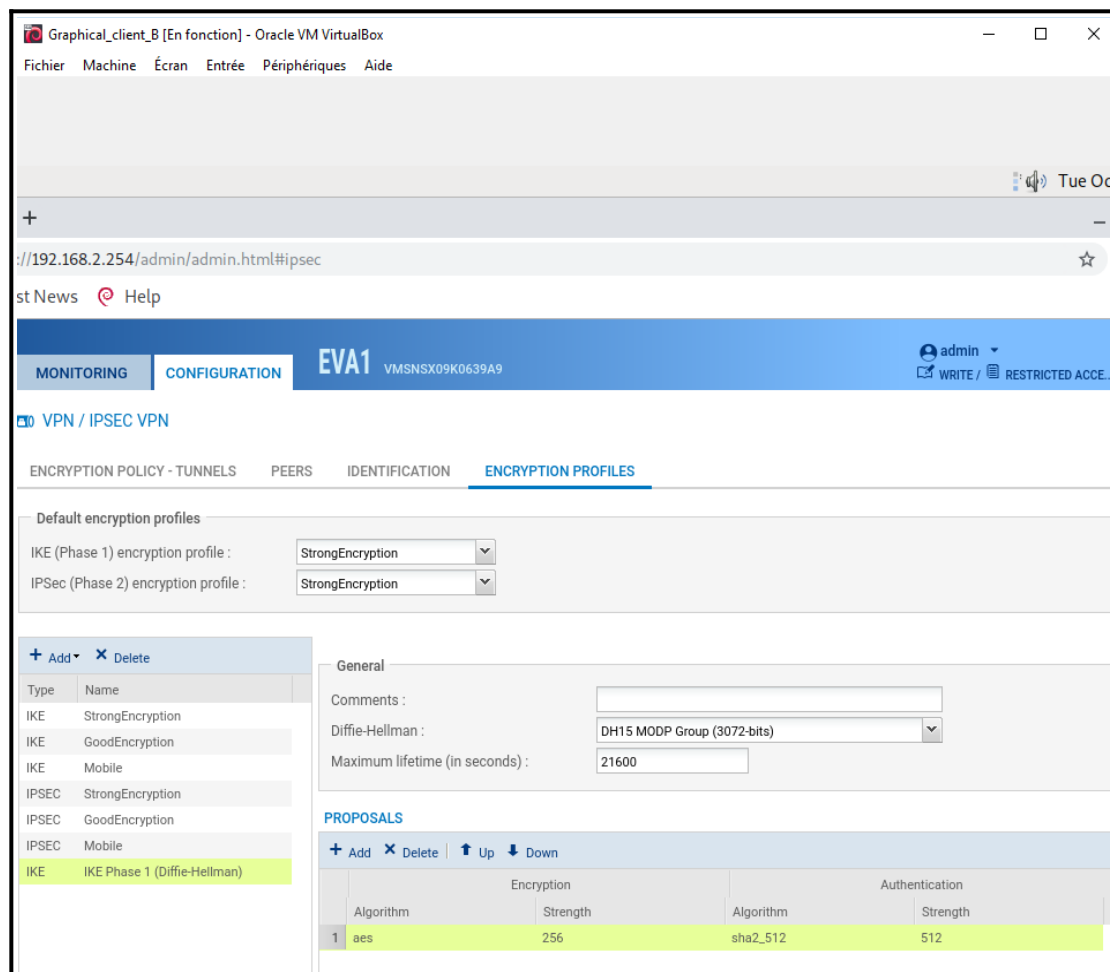 Graphical_client_B [En fonction] - Oracle VM VirtualBox
Fichier Machine Écran Entrée Périphériques Aide
Tue Oc
+
://192.168.2.254/admin/admin.html#ipsec
st News Help
MONITORING CONFIGURATION EVA1 VMSNSX09K0639A9 admin
WRITE / RESTRICTED ACCE..
VPN / IPSEC VPN
ENCRYPTION POLICY - TUNNELS PEERS IDENTIFICATION ENCRYPTION PROFILES
Default encryption profiles
IKE (Phase 1) encryption profile : StrongEncryption
IPSec (Phase 2) encryption profile : StrongEncryption
+ Add × Delete
Type Name
IKE StrongEncryption
IKE GoodEncryption
IKE Mobile
IPSEC StrongEncryption
IPSEC GoodEncryption
IPSEC Mobile
IKE IKE Phase 1 (Diffie-Hellman)
General
Comments :
Diffie-Hellman : DH15 MODP Group (3072-bits)
Maximum lifetime (in seconds) : 21600
PROPOSALS
+ Add × Delete Up Down
Encryption Authentication
Algorithm Strength Algorithm Strength
1 aes 256 sha2_512 512